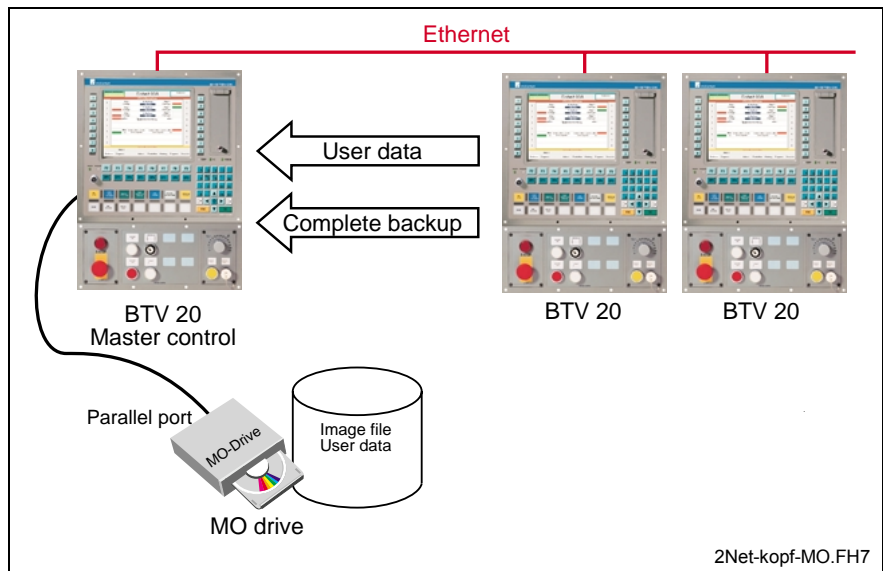 Ethernet
User data
Complete backup
BTV 20
Master control
BTV 20
BTV 20
Parallel port
MO-Drive
Image file
User data
MO drive
2Net-kopf-MO.FH7